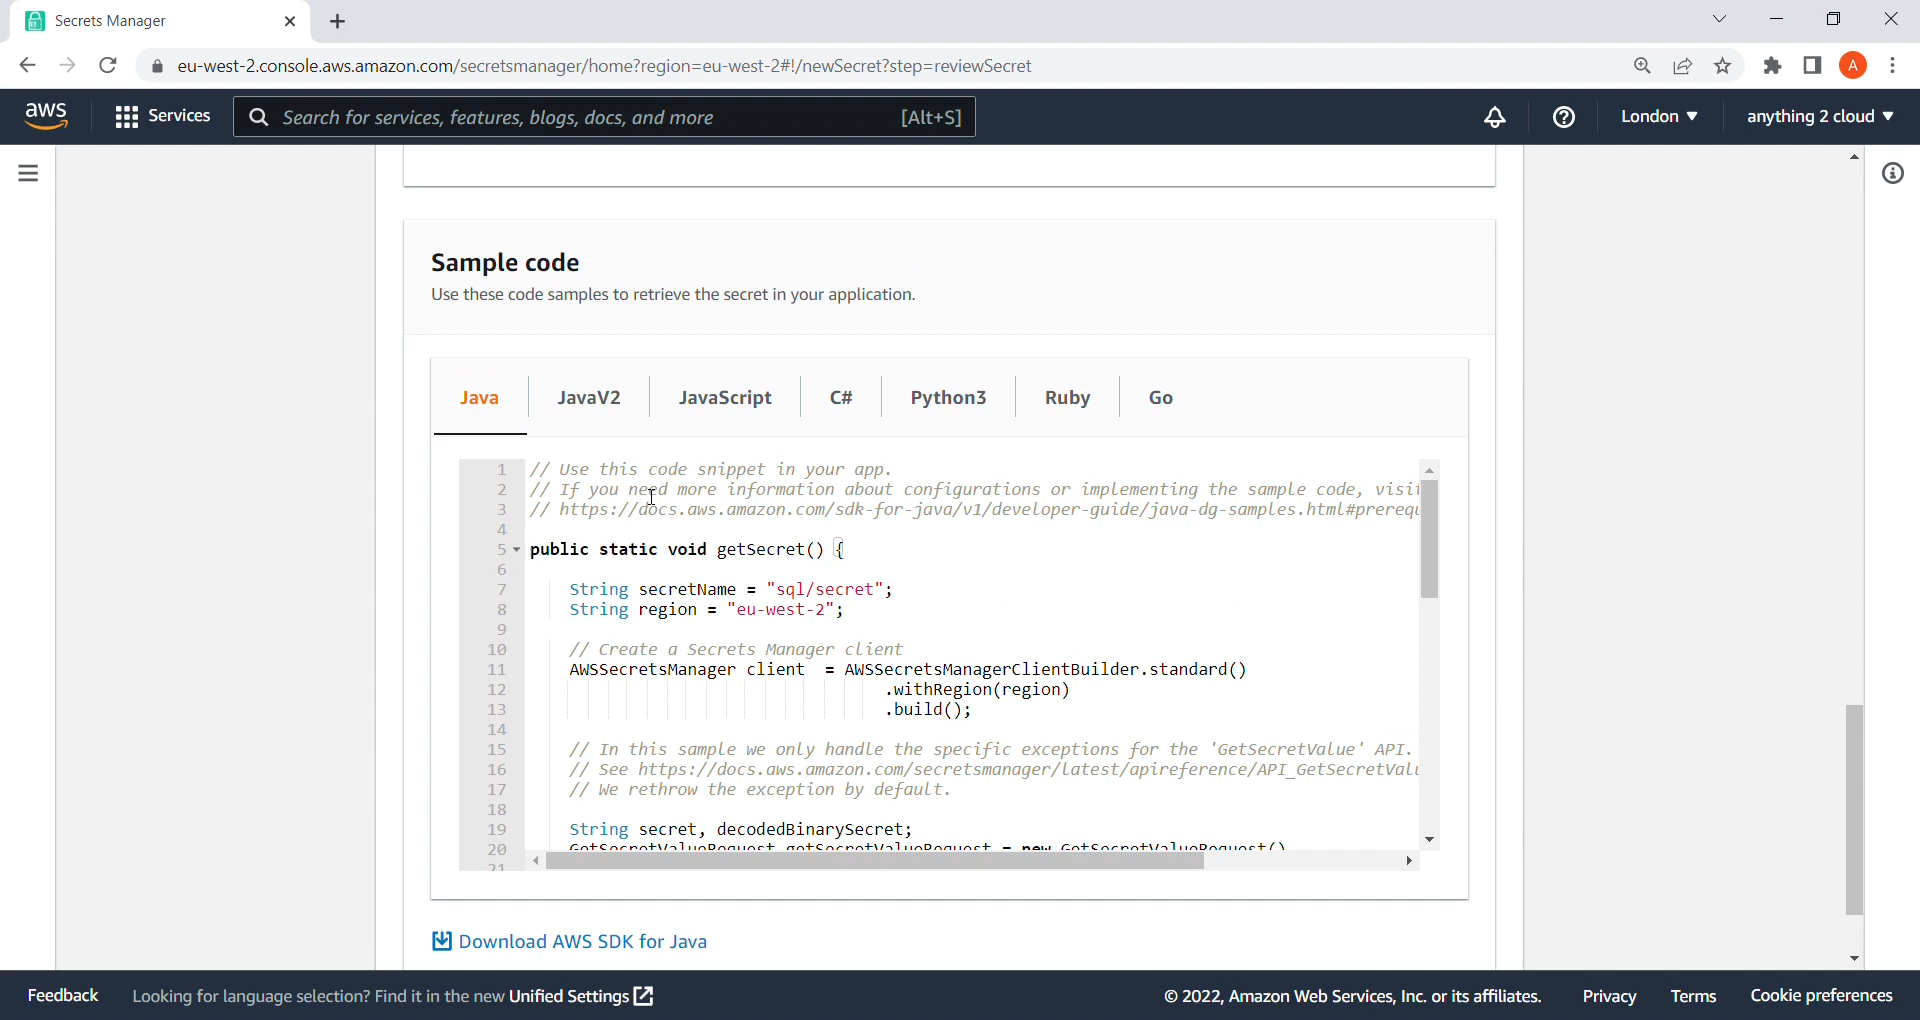 Secrets Manager
eu-west-2.console.aws.amazon.com/secretsmanager/home?region=eu-west-2#!/newSecret?step=reviewSecret
A
aws
Services
Search for services, features, blogs, docs, and more
[Alt+S]
London
anything 2 cloud
Sample code
Use these code samples to retrieve the secret in your application.
Java
JavaV2
JavaScript
C#
Python3
Ruby
Go
1 // Use this code snippet in your app.
2 // If you need more information about configurations or implementing the sample code, visi
3 // https://docs.aws.amazon.com/sdk-for-java/v1/developer-guide/java-dg-samples.html#prereq
4
5 public static void getSecret() {
6
7 String secretName = "sql/secret";
8 String region = "eu-west-2";
9
10 // Create a Secrets Manager client
11 AWSSecretsManager client  = AWSSecretsManagerClientBuilder.standard()
12 .withRegion(region)
13 .build();
14
15 // In this sample we only handle the specific exceptions for the 'GetSecretValue' API.
16 // See https://docs.aws.amazon.com/secretsmanager/latest/apireference/API_GetSecretVal
17 // We rethrow the exception by default.
18
19 String secret, decodedBinarySecret;
20 GetSecretValueRequest getSecretValueRequest = new GetSecretValueRequest()
21
Download AWS SDK for Java
Feedback
Looking for language selection? Find it in the new Unified Settings
© 2022, Amazon Web Services, Inc. or its affiliates.
Privacy
Terms
Cookie preferences